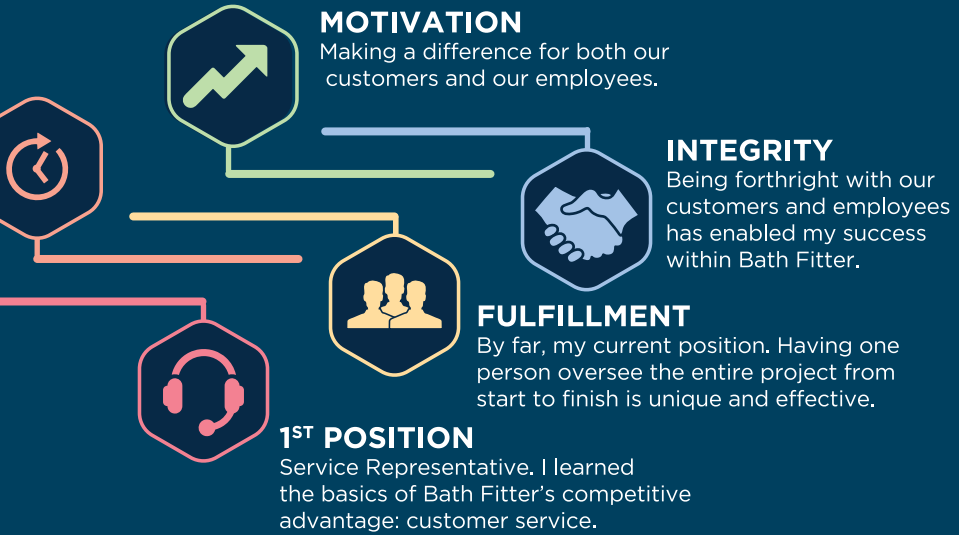 MOTIVATION
Making a difference for both our
customers and our employees.
INTEGRITY
Being forthright with our
customers and employees
has enabled my success
within Bath Fitter.
FULFILLMENT
By far, my current position. Having one
person oversee the entire project from
start to finish is unique and effective.
1ST POSITION
Service Representative. I learned
the basics of Bath Fitter's competitive
advantage: customer service.